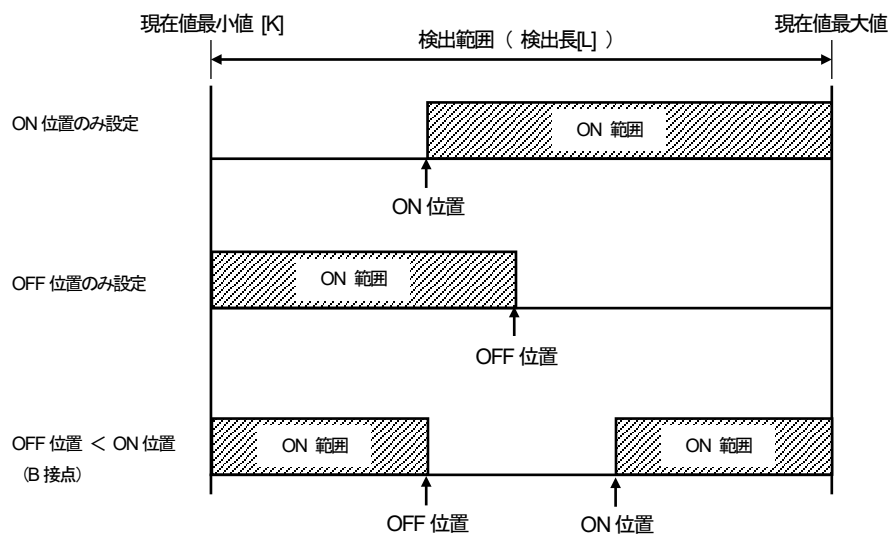 現在値最小値 [K]
現在値最大値
検出範囲（ 検出長[L] ）
ON 位置のみ設定
ON 範囲
ON 位置
OFF 位置のみ設定
ON 範囲
OFF 位置
OFF 位置 ＜ ON 位置
（B 接点）
ON 範囲
ON 範囲
OFF 位置
ON 位置